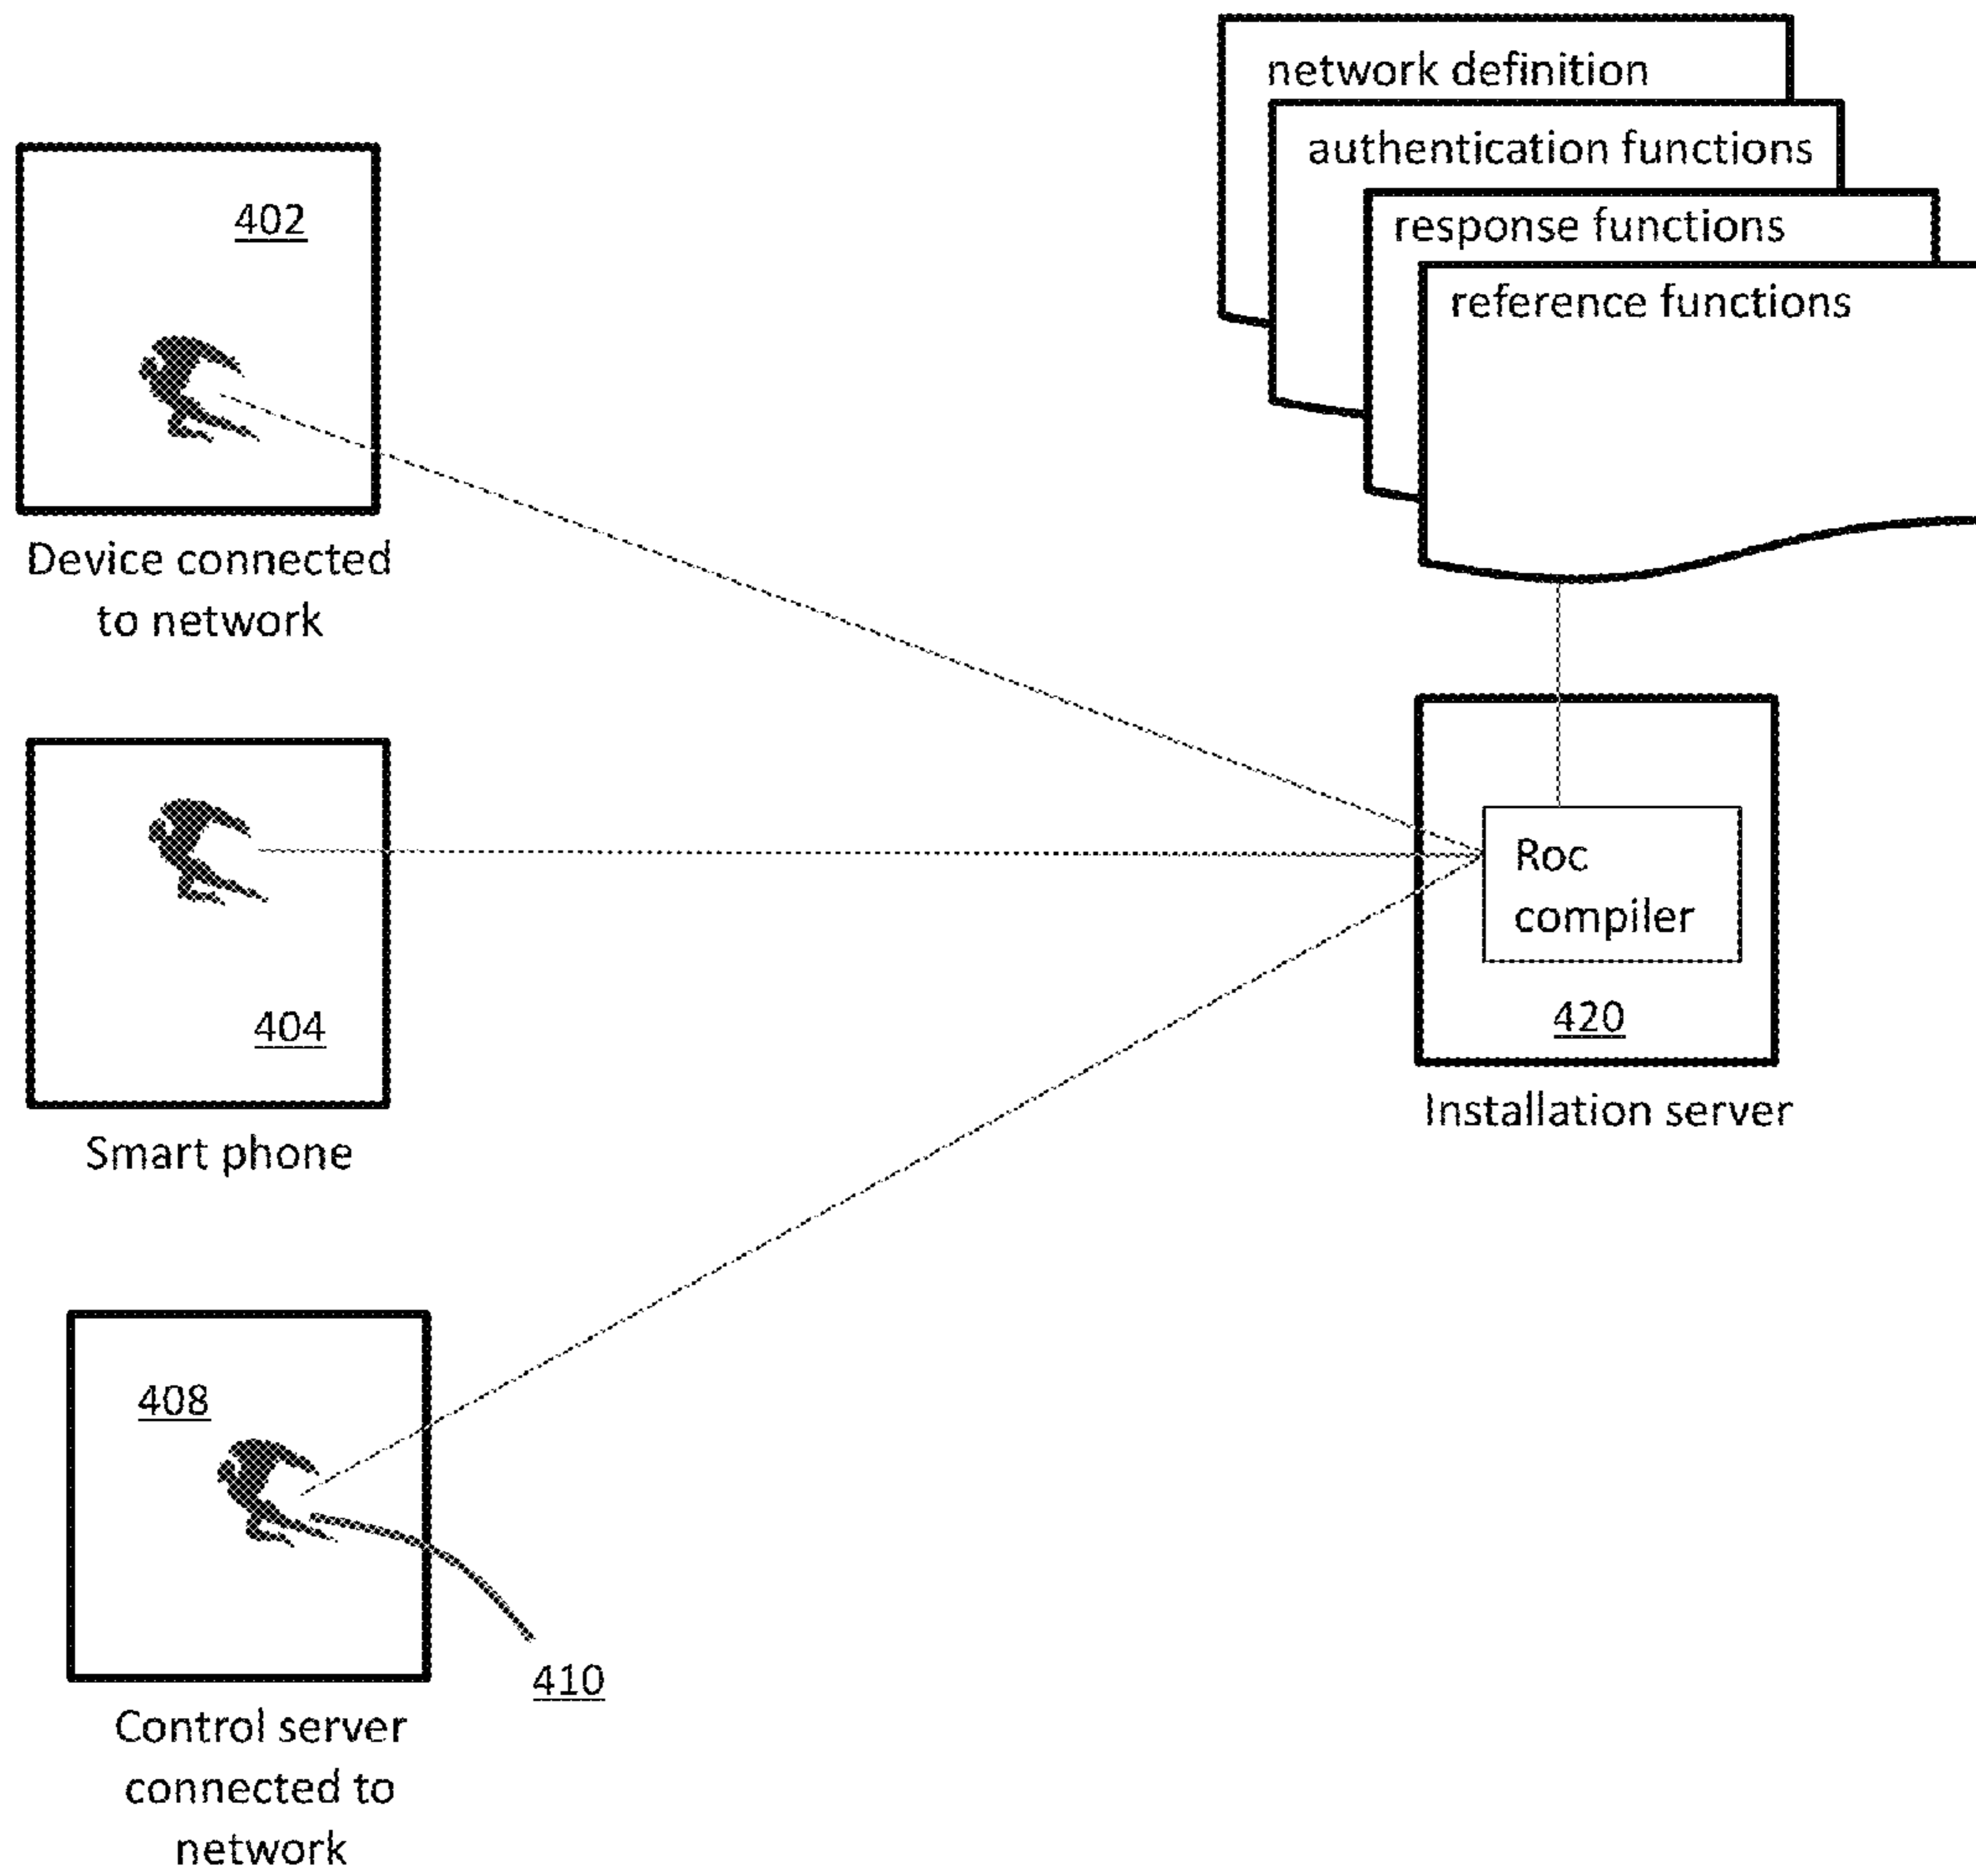 network definition
authentication functions
response functions
reference functions
402
Device connected
to network
Roc
compiler
420
Installation server
404
Smart phone
408
410
Control server
connected to
network